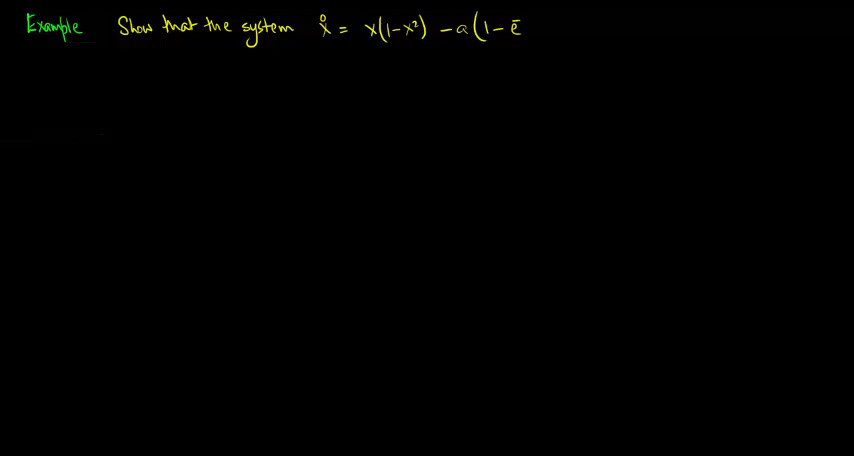 Example Show that the system ẋ = x(1-x²) - a(1-e⁻